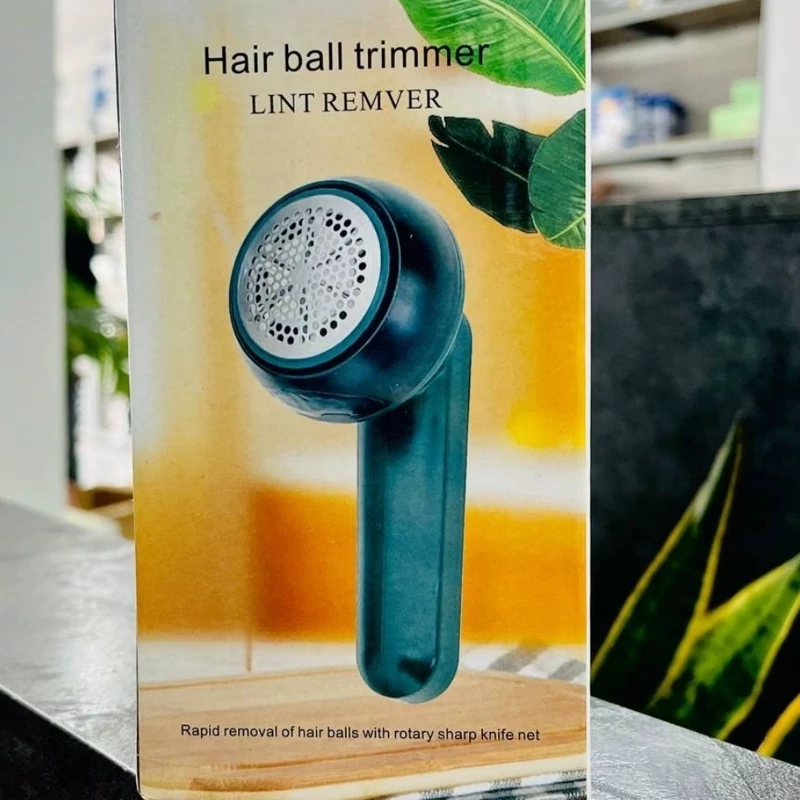 Hair ball trimmer
LINT REMVER
Rapid removal of hair balls with rotary sharp knife net